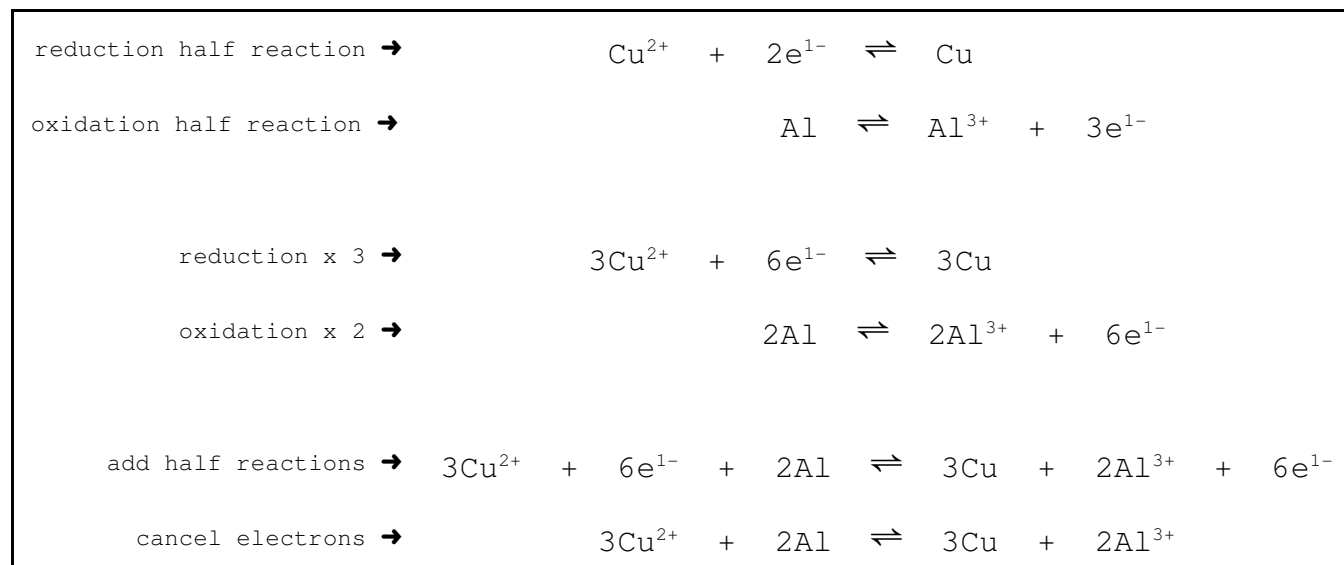 reduction half reaction ➜ Cu²⁺ + 2e¹⁻ ⇌ Cu
oxidation half reaction ➜ Al ⇌ Al³⁺ + 3e¹⁻
reduction x 3 ➜ 3Cu²⁺ + 6e¹⁻ ⇌ 3Cu
oxidation x 2 ➜ 2Al ⇌ 2Al³⁺ + 6e¹⁻
add half reactions ➜ 3Cu²⁺ + 6e¹⁻ + 2Al ⇌ 3Cu + 2Al³⁺ + 6e¹⁻
cancel electrons ➜ 3Cu²⁺ + 2Al ⇌ 3Cu + 2Al³⁺